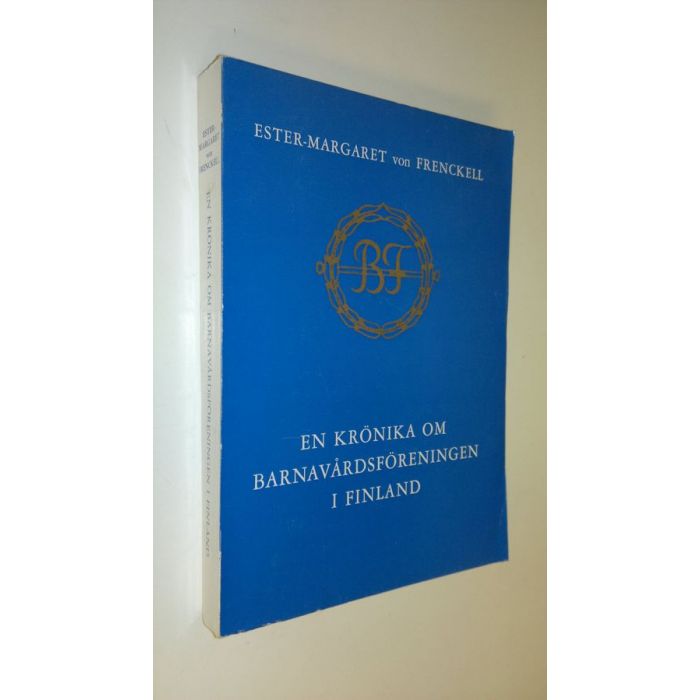 ESTER-MARGARET von FRENCKELL
BF
EN KRÖNIKA OM
BARNAVÅRDSFÖRENINGEN
I FINLAND
ESTER-
MARGARET
von
FRENCKELL
EN KRÖNIKA OM BARNAVÅRDSFÖRENINGEN I FINLAND